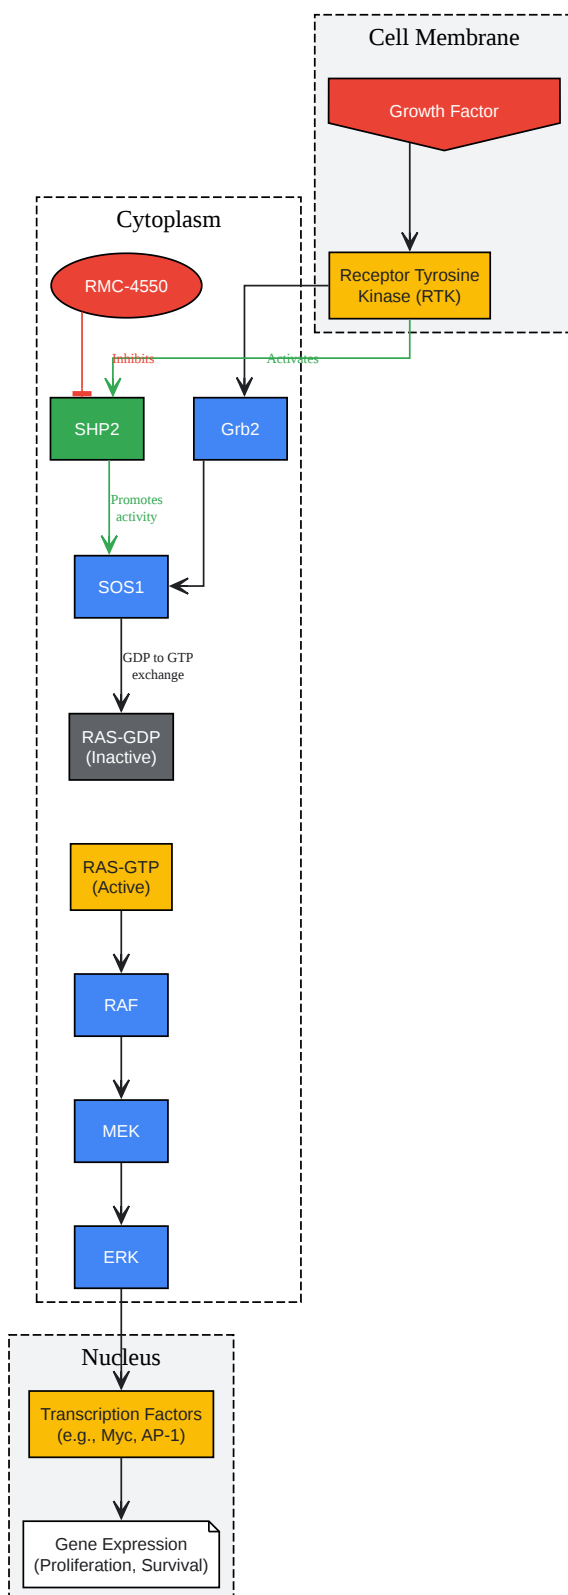 Cell Membrane
Growth Factor
Receptor Tyrosine
Kinase (RTK)
Cytoplasm
RMC-4550
Inhibits
Activates
SHP2
Grb2
Promotes
activity
SOS1
GDP to GTP
exchange
RAS-GDP
(Inactive)
RAS-GTP
(Active)
RAF
MEK
ERK
Nucleus
Transcription Factors
(e.g., Myc, AP-1)
Gene Expression
(Proliferation, Survival)